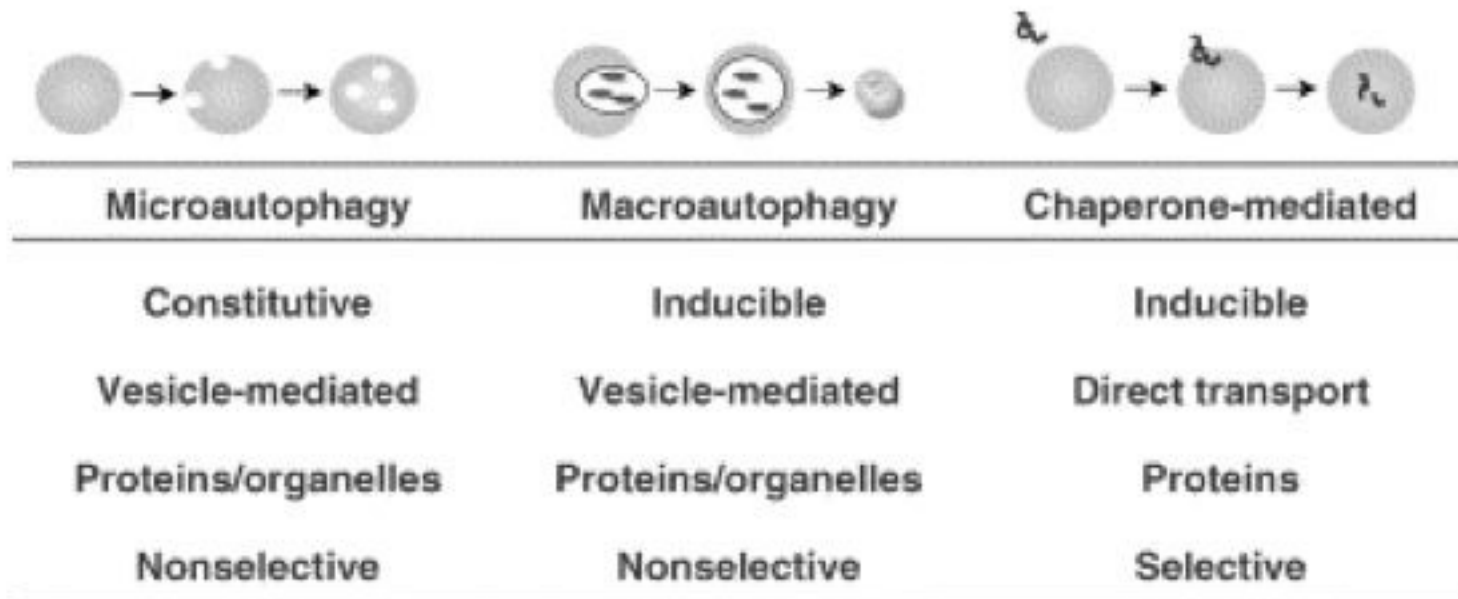 Microautophagy Macroautophagy Chaperone-mediated
Constitutive Inducible Inducible
Vesicle-mediated Vesicle-mediated Direct transport
Proteins/organelles Proteins/organelles Proteins
Nonselective Nonselective Selective